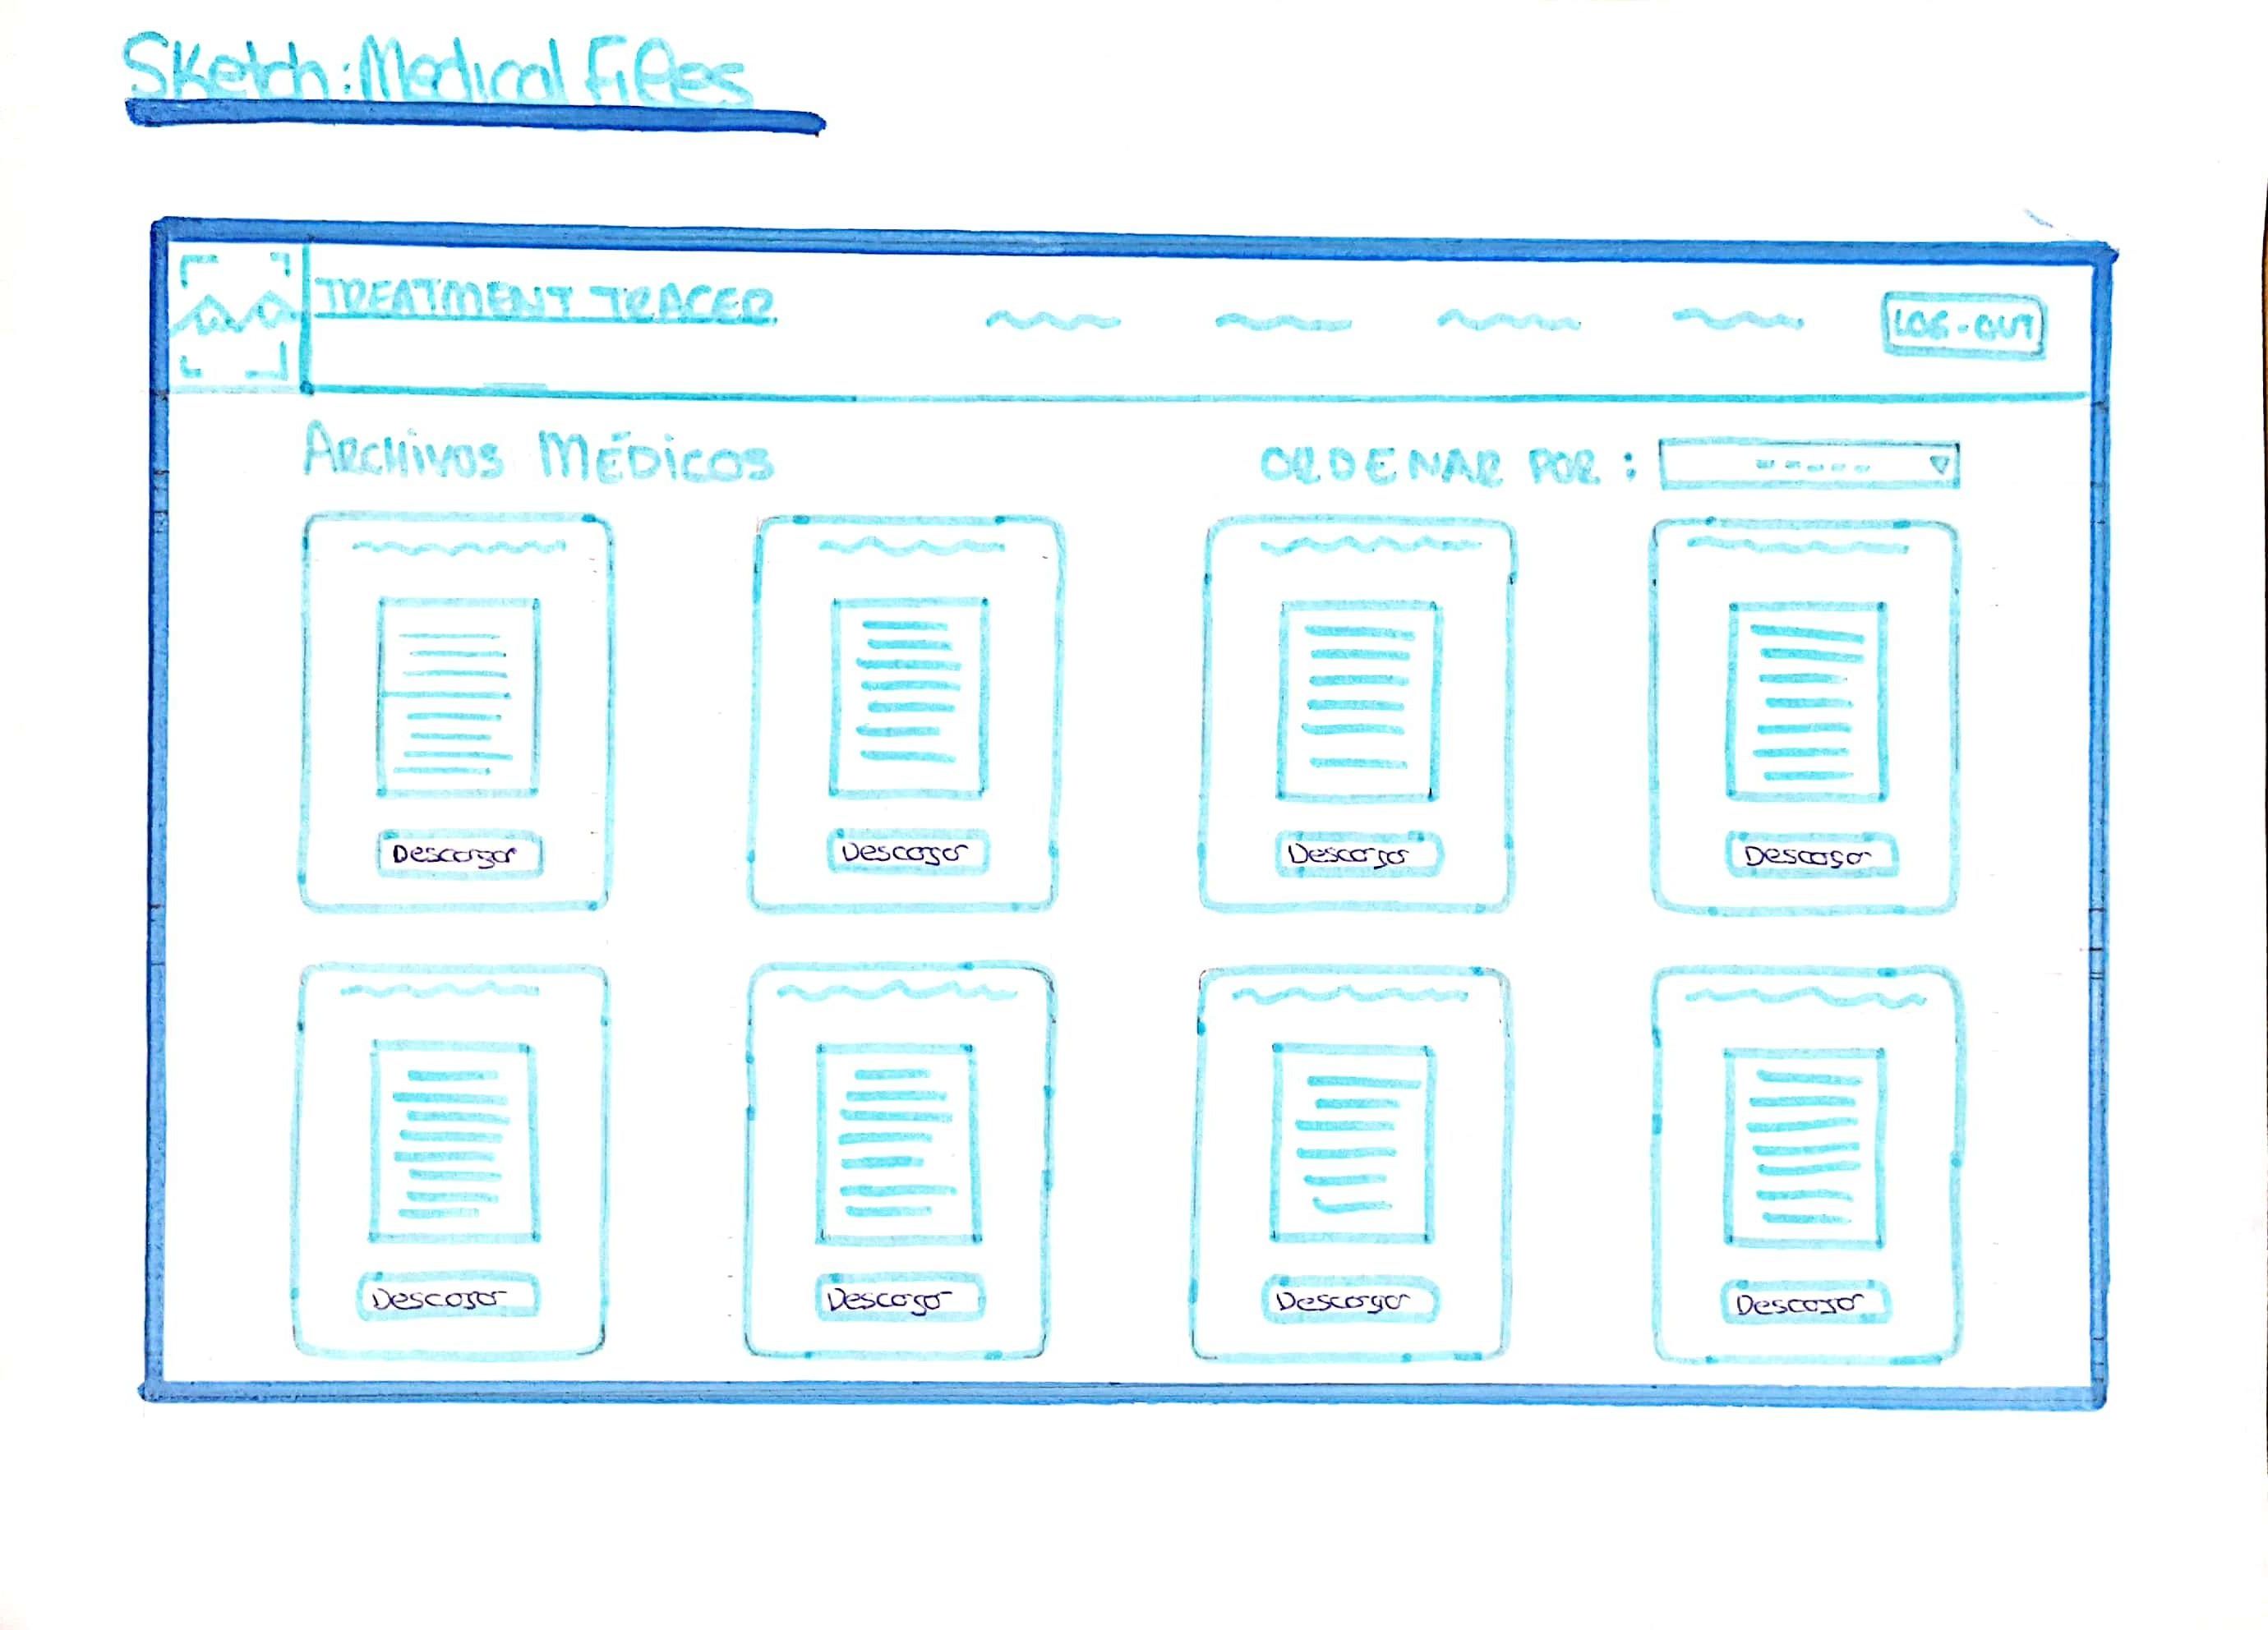 Sketch: Medical Files
TREATMENT TRACER
LOG-OUT
Archivos MÉDICOS
ORDENAR POR:
Descargar
Descargar
Descargar
Descargar
Descargar
Descargar
Descargar
Descargar